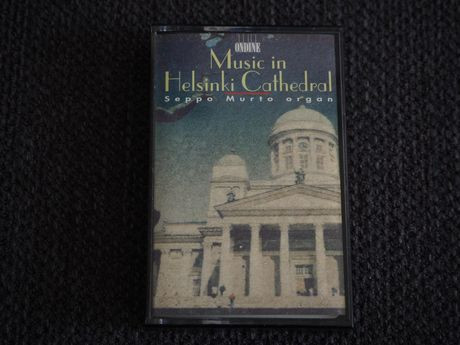 ONDINE
Music in
Helsinki Cathedral
Seppo Murto organ